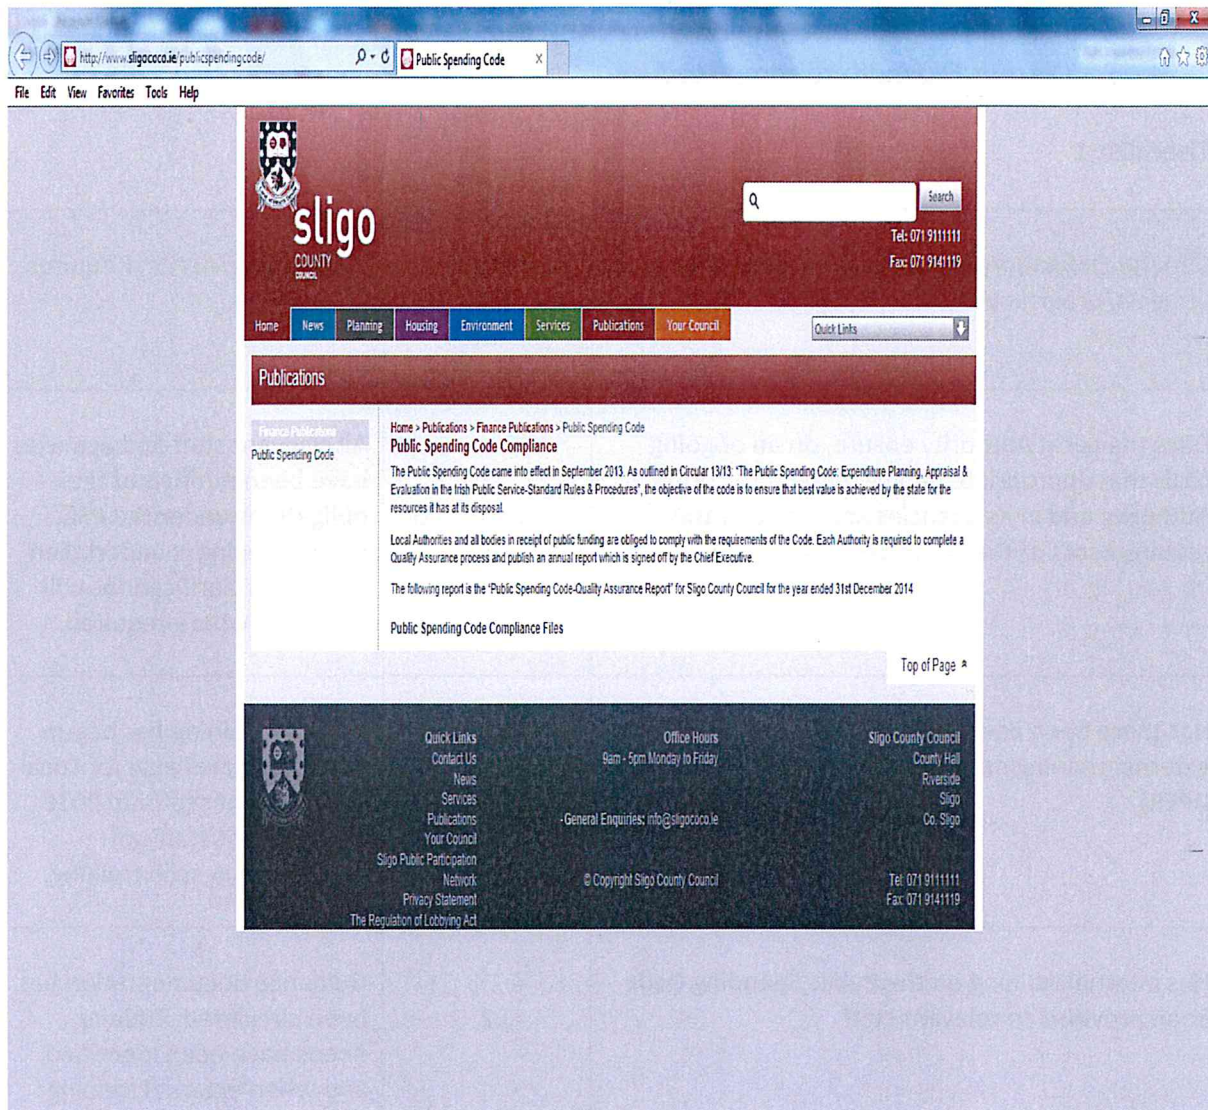 http://www.sligococo.ie/publicspendingcode/
Public Spending Code
File Edit View Favorites Tools Help
sligo
COUNTY
COUNCIL
Search
Tel: 071 9111111
Fax: 071 9141119
Home News Planning Housing Environment Services Publications Your Council
Quick Links
Publications
Finance Publications
Public Spending Code
Home > Publications > Finance Publications > Public Spending Code
Public Spending Code Compliance
The Public Spending Code came into effect in September 2013. As outlined in Circular 13/13: "The Public Spending Code: Expenditure Planning, Appraisal &
Evaluation in the Irish Public Service-Standard Rules & Procedures", the objective of the code is to ensure that best value is achieved by the state for the
resources it has at its disposal.
Local Authorities and all bodies in receipt of public funding are obliged to comply with the requirements of the Code. Each Authority is required to complete a
Quality Assurance process and publish an annual report which is signed off by the Chief Executive.
The following report is the "Public Spending Code-Quality Assurance Report" for Sligo County Council for the year ended 31st December 2014
Public Spending Code Compliance Files
Top of Page
Quick Links
Contact Us
News
Services
Publications
Your Council
Sligo Public Participation
Network
Privacy Statement
The Regulation of Lobbying Act
Office Hours
9am - 5pm Monday to Friday
- General Enquiries: info@sligococo.ie
© Copyright Sligo County Council
Sligo County Council
County Hall
Riverside
Sligo
Co. Sligo
Tel: 071 9111111
Fax: 071 9141119